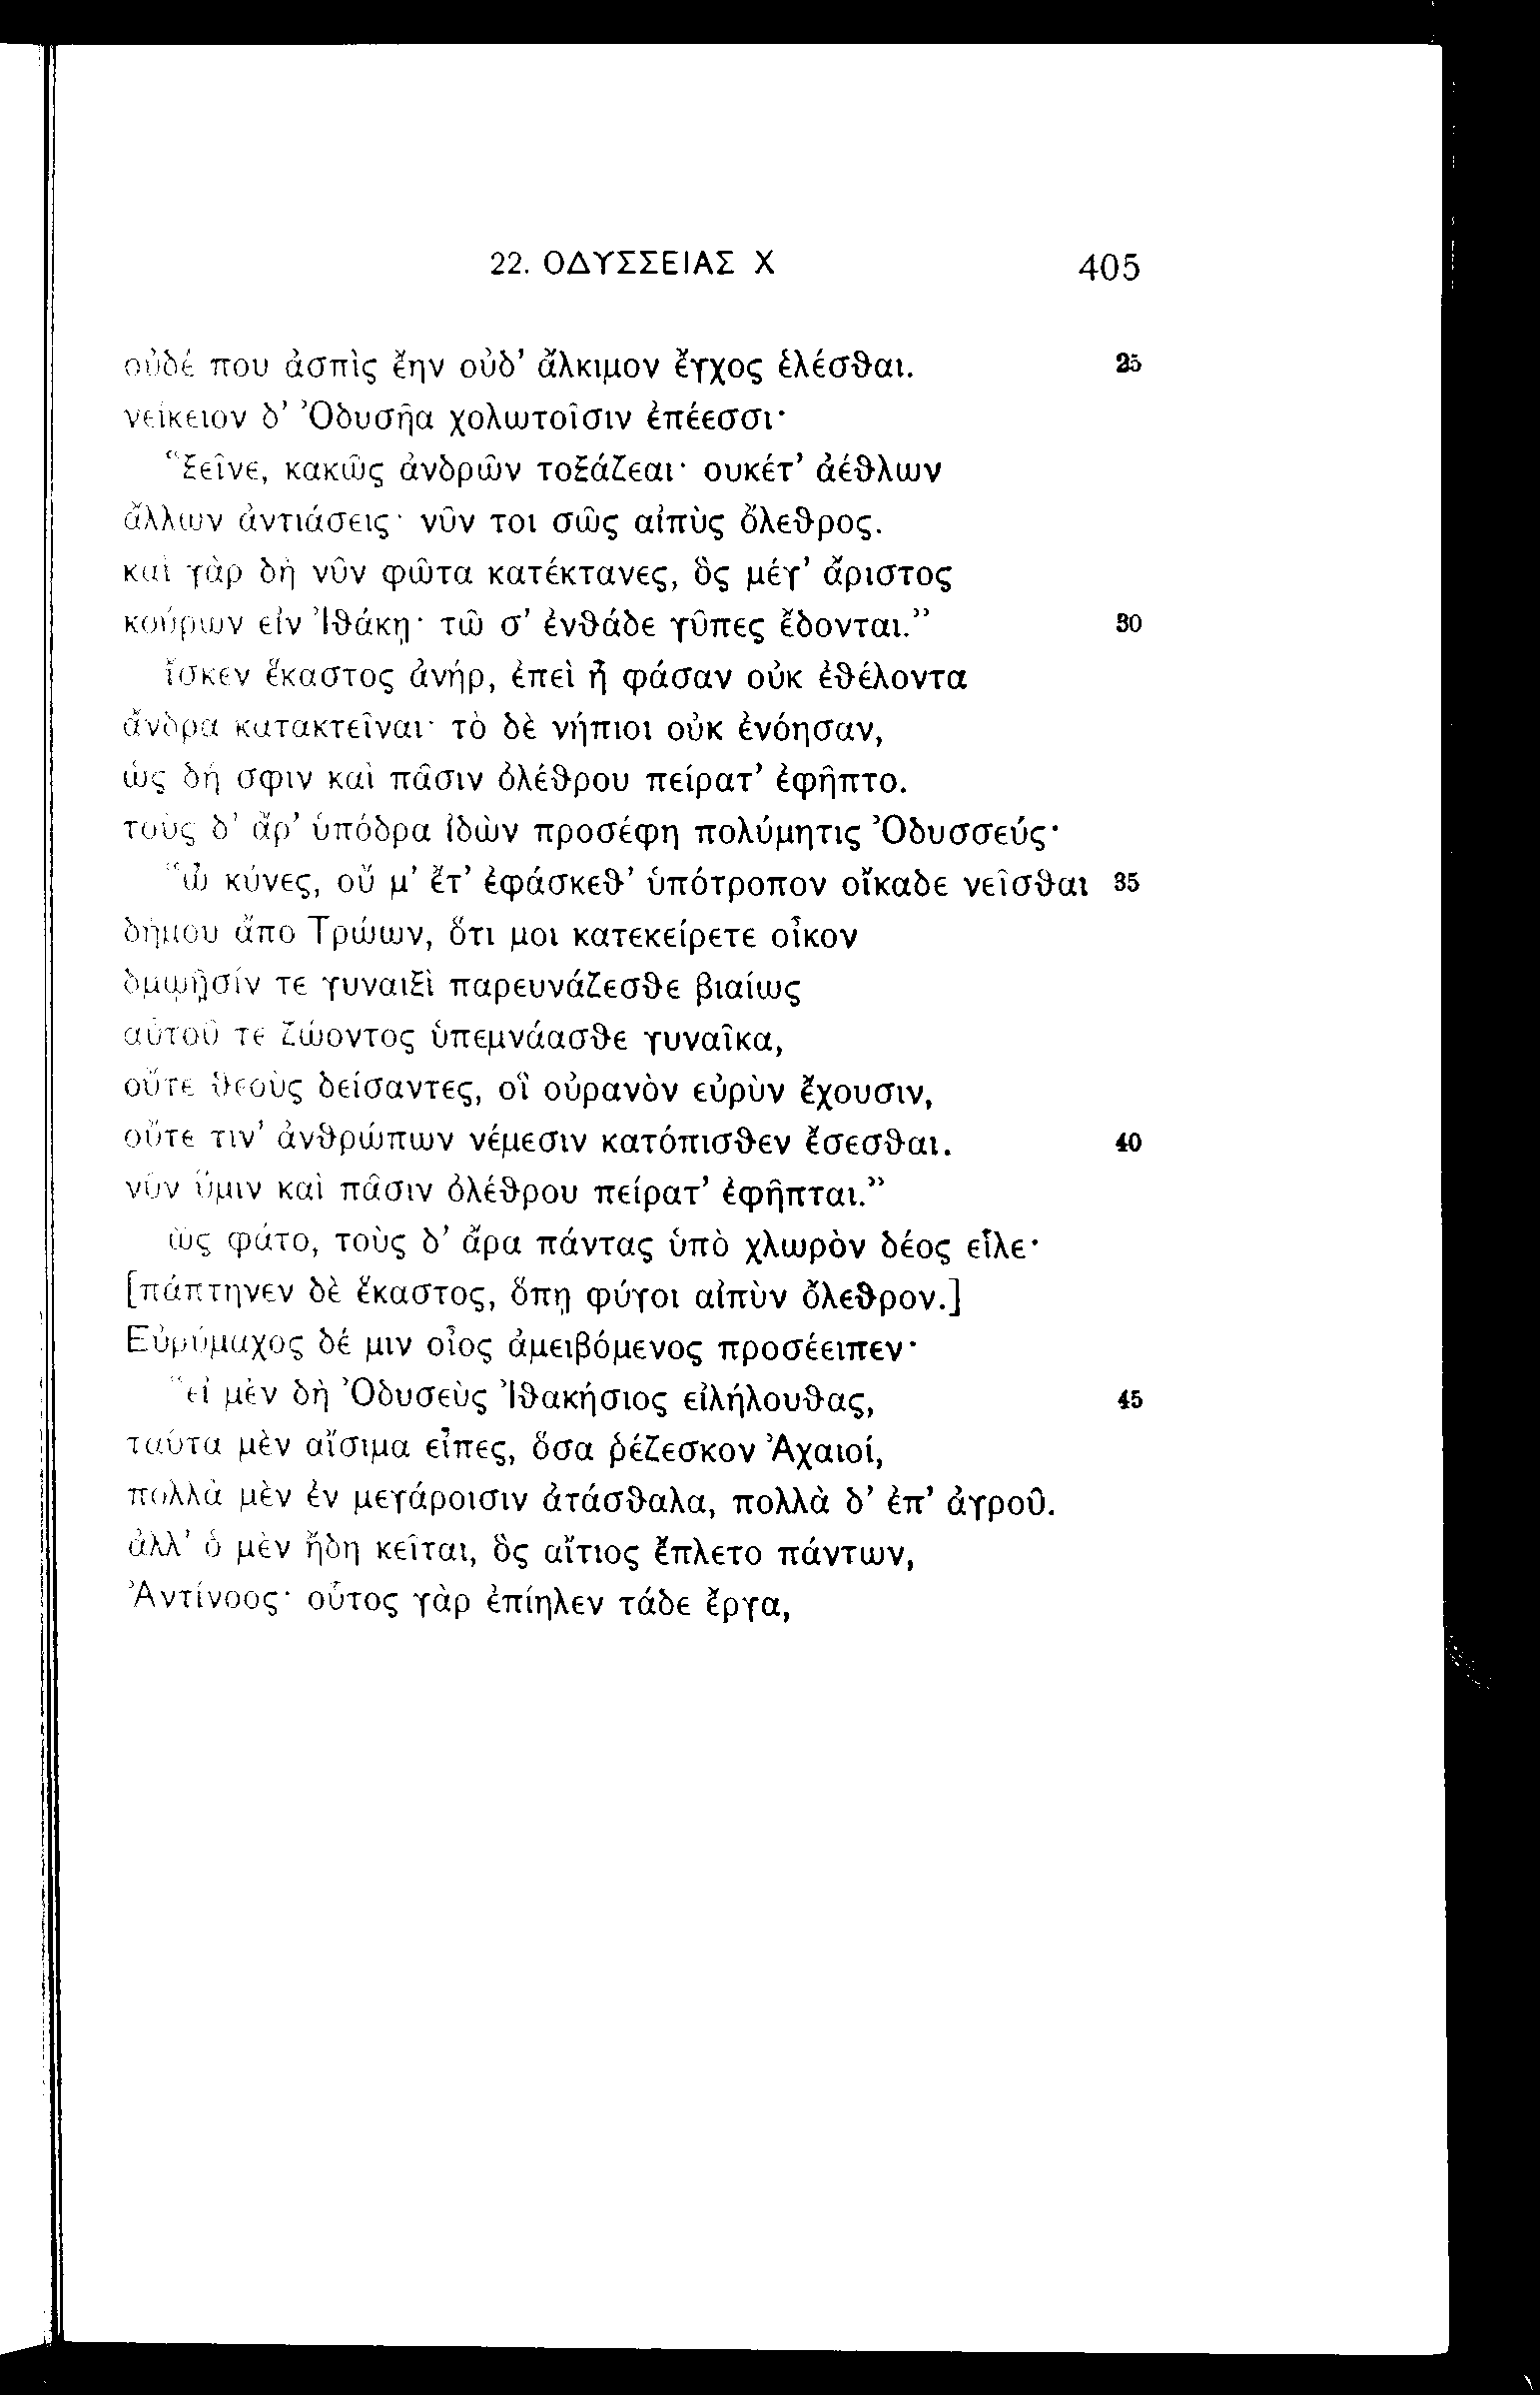 22. ΟΔΥΣΣΕΙΑΣ Χ 405
οὐδέ που ἀσπὶς ἔην οὐδ’ ἄλκιμον ἔγχος ἑλέσθαι. 25
νείκειον δ’ Ὀδυσῆα χολωτοῖσιν ἐπέεσσι·
“ξεῖνε, κακῶς ἀνδρῶν τοξάζεαι· ουκέτ’ ἀέθλων
ἄλλων ἀντιάσεις· νῦν τοι σῶς αἰπὺς ὄλεθρος.
καὶ γὰρ δὴ νῦν φῶτα κατέκτανες, ὃς μέγ’ ἄριστος
κούρων εἰν Ἰθάκῃ· τῶ σ’ ἐνθάδε γῦπες ἔδονται.” 30
ἴσκεν ἕκαστος ἀνήρ, ἐπεὶ ἦ φάσαν οὐκ ἐθέλοντα
ἄνδρα κατακτεῖναι· τὸ δὲ νήπιοι οὐκ ἐνόησαν,
ὡς δή σφιν καὶ πᾶσιν ὀλέθρου πείρατ’ ἐφῆπτο.
τοὺς δ’ ἄρ’ ὑπόδρα ἰδὼν προσέφη πολύμητις Ὀδυσσεύς·
“ὦ κύνες, οὔ μ’ ἔτ’ ἐφάσκεθ’ ὑπότροπον οἴκαδε νεῖσθαι 35
δήμου ἄπο Τρώων, ὅτι μοι κατεκείρετε οἶκον
δμῳῇσίν τε γυναιξὶ παρευνάζεσθε βιαίως
αὐτοῦ τε ζώοντος ὑπεμνάασθε γυναῖκα,
οὔτε θεοὺς δείσαντες, οἳ οὐρανὸν εὐρὺν ἔχουσιν,
οὔτε τιν’ ἀνθρώπων νέμεσιν κατόπισθεν ἔσεσθαι. 40
νῦν ὕμιν καὶ πᾶσιν ὀλέθρου πείρατ’ ἐφῆπται.”
ὣς φάτο, τοὺς δ’ ἄρα πάντας ὑπὸ χλωρὸν δέος εἷλε·
[πάπτηνεν δὲ ἕκαστος, ὅπῃ φύγοι αἰπὺν ὄλεθρον.]
Εὐρύμαχος δέ μιν οἶος ἀμειβόμενος προσέειπεν·
“εἰ μὲν δὴ Ὀδυσεὺς Ἰθακήσιος εἰλήλουθας, 45
ταῦτα μὲν αἴσιμα εἶπες, ὅσα ῥέζεσκον Ἀχαιοί,
πολλὰ μὲν ἐν μεγάροισιν ἀτάσθαλα, πολλὰ δ’ ἐπ’ ἀγροῦ.
ἀλλ’ ὁ μὲν ἤδη κεῖται, ὃς αἴτιος ἔπλετο πάντων,
Ἀντίνοος· οὗτος γὰρ ἐπίηλεν τάδε ἔργα,